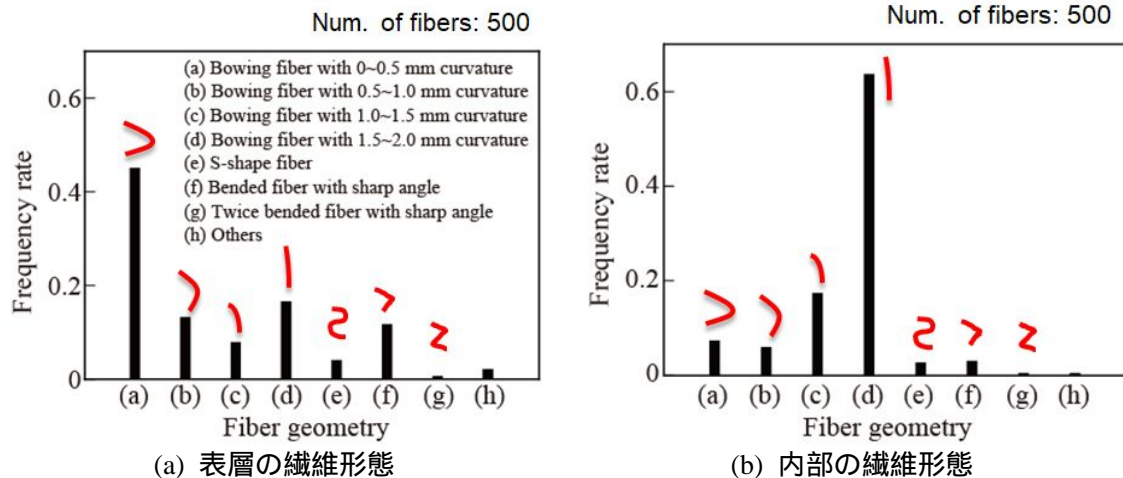 Num. of fibers: 500
(a) Bowing fiber with 0~0.5 mm curvature
(b) Bowing fiber with 0.5~1.0 mm curvature
(c) Bowing fiber with 1.0~1.5 mm curvature
(d) Bowing fiber with 1.5~2.0 mm curvature
(e) S-shape fiber
(f) Bended fiber with sharp angle
(g) Twice bended fiber with sharp angle
(h) Others
Frequency rate
0.6
0.4
0.2
0
(a) (b) (c) (d) (e) (f) (g) (h)
Fiber geometry
(a) 表層の繊維形態
Num. of fibers: 500
Frequency rate
0.6
0.4
0.2
0
(a) (b) (c) (d) (e) (f) (g) (h)
Fiber geometry
(b) 内部の繊維形態